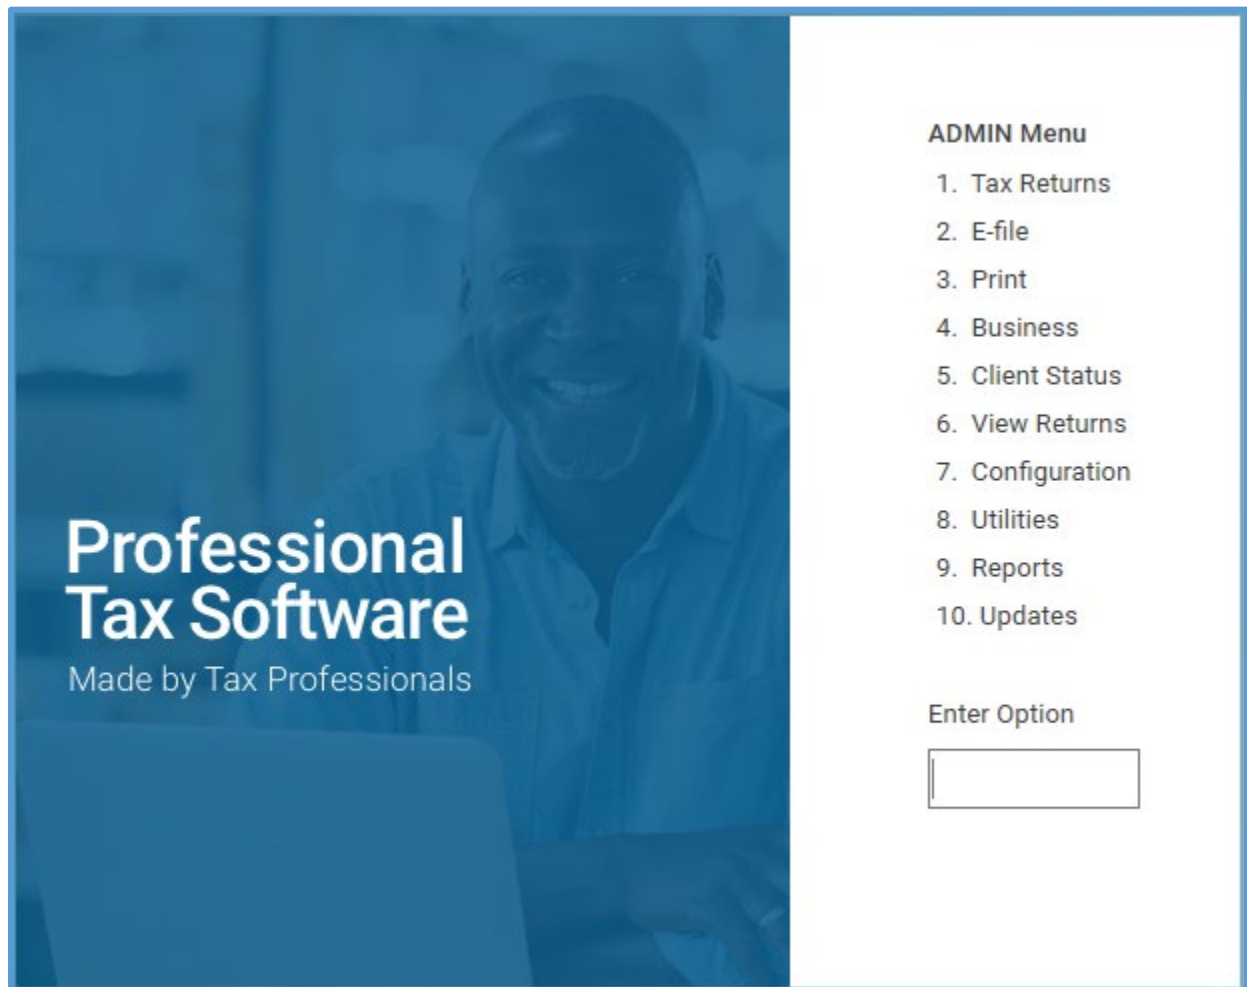 Professional
Tax Software
Made by Tax Professionals
ADMIN Menu
1. Tax Returns
2. E-file
3. Print
4. Business
5. Client Status
6. View Returns
7. Configuration
8. Utilities
9. Reports
10. Updates
Enter Option